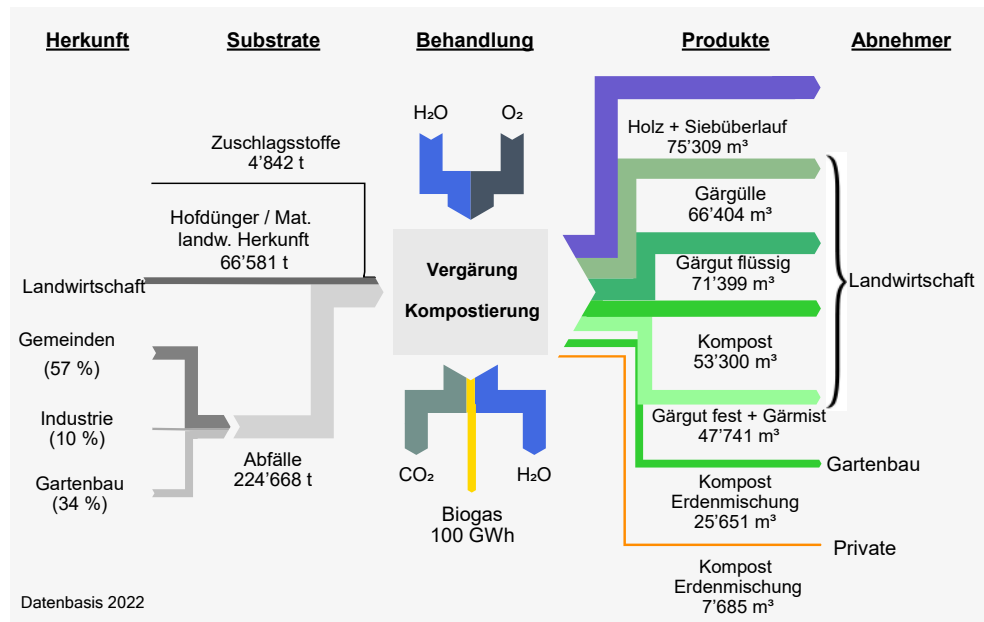 Herkunft
Substrate
Behandlung
Produkte
Abnehmer
H₂O
O₂
Zuschlagsstoffe
4’842 t
Hofdünger / Mat.
landw. Herkunft
66’581 t
Landwirtschaft
Gemeinden
(57 %)
Industrie
(10 %)
Gartenbau
(34 %)
Abfälle
224’668 t
Vergärung
Kompostierung
CO₂
H₂O
Biogas
100 GWh
Holz + Siebüberlauf
75’309 m³
Gärgülle
66’404 m³
Gärgut flüssig
71’399 m³
Kompost
53’300 m³
Gärgut fest + Gärmist
47’741 m³
Landwirtschaft
Kompost
Erdenmischung
25’651 m³
Gartenbau
Kompost
Erdenmischung
7’685 m³
Private
Datenbasis 2022